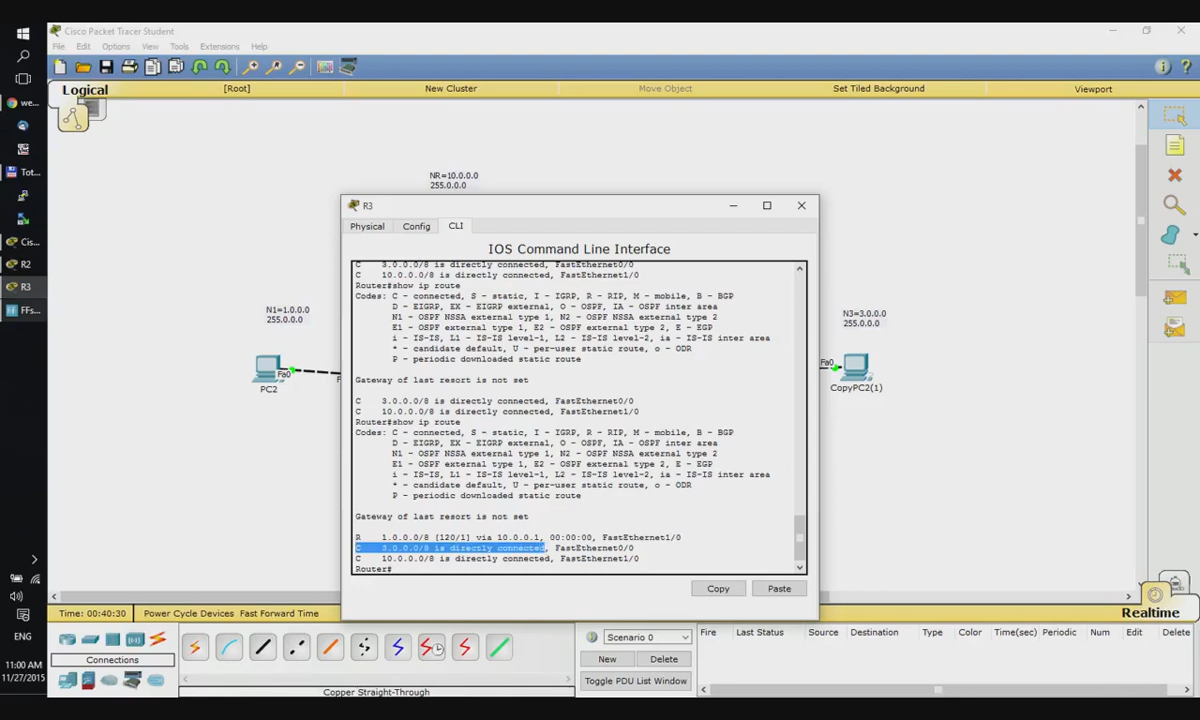 Cisco Packet Tracer Student
File Edit Options View Tools Extensions Help
Logical [Root] New Cluster Move Object Set Tiled Background Viewport
we...
Tot...
Cis...
R2
R3
FFs...
NR=10.0.0.0
255.0.0.0
N1=1.0.0.0
255.0.0.0
Fa0
PC2
F
N3=3.0.0.0
255.0.0.0
Fa0
CopyPC2(1)
R3
Physical Config CLI
IOS Command Line Interface
C 3.0.0.0/8 is directly connected, FastEthernet0/0
C 10.0.0.0/8 is directly connected, FastEthernet1/0
Router#show ip route
Codes: C - connected, S - static, I - IGRP, R - RIP, M - mobile, B - BGP
D - EIGRP, EX - EIGRP external, O - OSPF, IA - OSPF inter area
N1 - OSPF NSSA external type 1, N2 - OSPF NSSA external type 2
E1 - OSPF external type 1, E2 - OSPF external type 2, E - EGP
i - IS-IS, L1 - IS-IS level-1, L2 - IS-IS level-2, ia - IS-IS inter area
* - candidate default, U - per-user static route, o - ODR
P - periodic downloaded static route
Gateway of last resort is not set
C 3.0.0.0/8 is directly connected, FastEthernet0/0
C 10.0.0.0/8 is directly connected, FastEthernet1/0
Router#show ip route
Codes: C - connected, S - static, I - IGRP, R - RIP, M - mobile, B - BGP
D - EIGRP, EX - EIGRP external, O - OSPF, IA - OSPF inter area
N1 - OSPF NSSA external type 1, N2 - OSPF NSSA external type 2
E1 - OSPF external type 1, E2 - OSPF external type 2, E - EGP
i - IS-IS, L1 - IS-IS level-1, L2 - IS-IS level-2, ia - IS-IS inter area
* - candidate default, U - per-user static route, o - ODR
P - periodic downloaded static route
Gateway of last resort is not set
R 1.0.0.0/8 [120/1] via 10.0.0.1, 00:00:00, FastEthernet1/0
C 3.0.0.0/8 is directly connected, FastEthernet0/0
C 10.0.0.0/8 is directly connected, FastEthernet1/0
Router#
Copy Paste
Time: 00:40:30 Power Cycle Devices Fast Forward Time Realtime
Connections
Copper Straight-Through
Scenario 0
New Delete
Toggle PDU List Window
Fire Last Status Source Destination Type Color Time(sec) Periodic Num Edit Delete
ENG
11:00 AM
11/27/2015